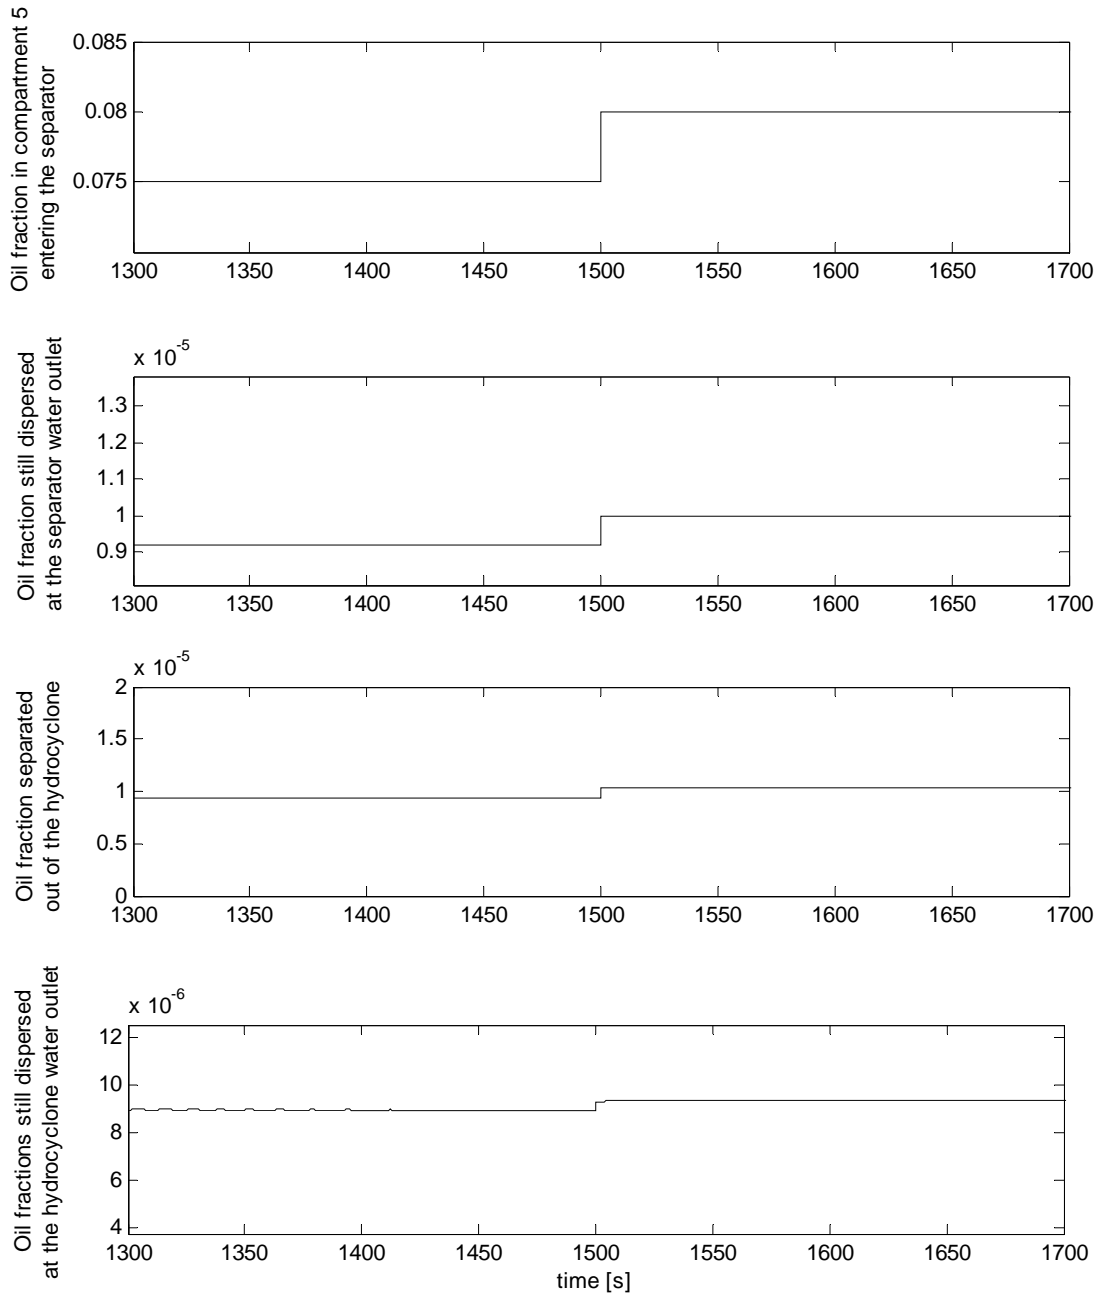 Oil fraction in compartment 5
entering the separator
0.085
0.08
0.075
1300 1350 1400 1450 1500 1550 1600 1650 1700
Oil fraction still dispersed
at the separator water outlet
x 10^-5
1.3
1.2
1.1
1
0.9
1300 1350 1400 1450 1500 1550 1600 1650 1700
Oil fraction separated
out of the hydrocyclone
x 10^-5
2
1.5
1
0.5
0
1300 1350 1400 1450 1500 1550 1600 1650 1700
Oil fractions still dispersed
at the hydrocyclone water outlet
x 10^-6
12
10
8
6
4
1300 1350 1400 1450 1500 1550 1600 1650 1700
time [s]